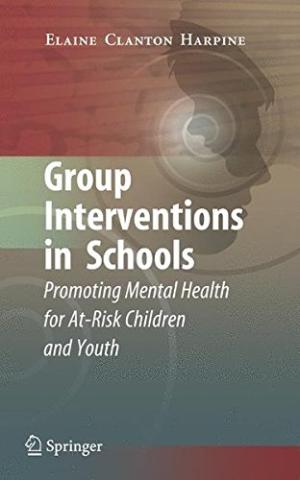 Elaine Clanton Harpine
Group
Interventions
in Schools
Promoting Mental Health
for At-Risk Children
and Youth
Springer